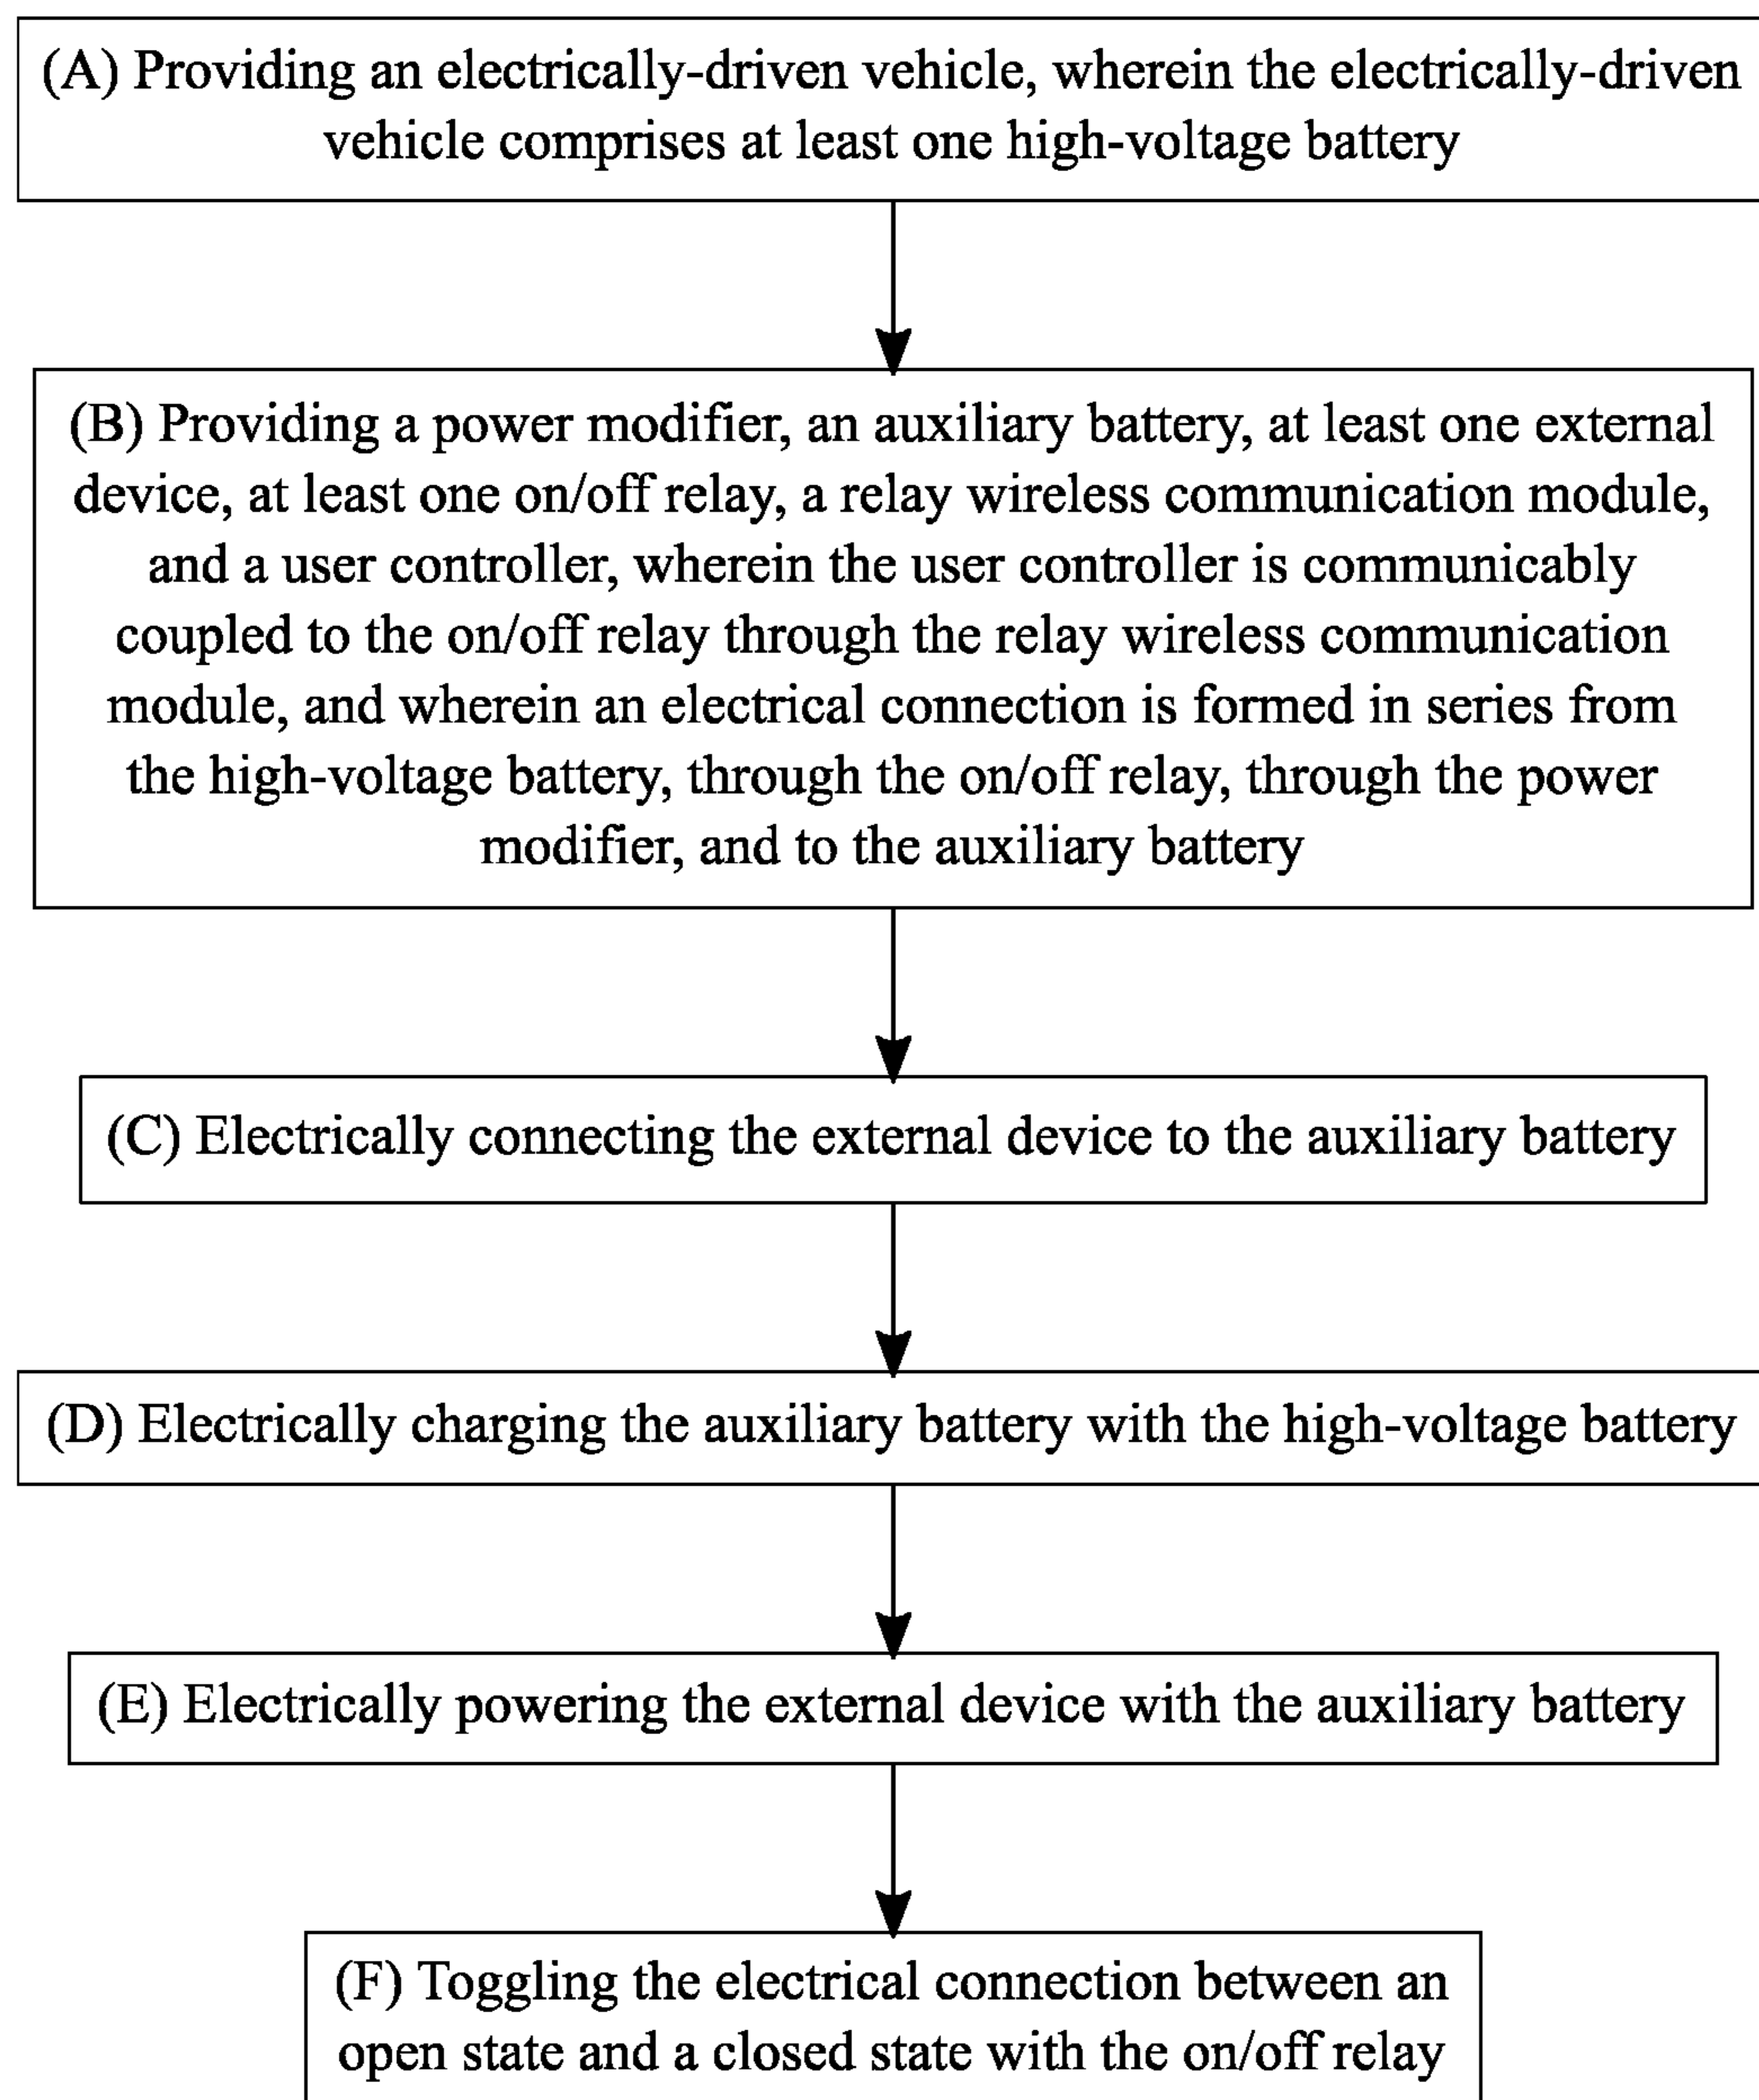 (A) Providing an electrically-driven vehicle, wherein the electrically-driven
vehicle comprises at least one high-voltage battery
(B) Providing a power modifier, an auxiliary battery, at least one external
device, at least one on/off relay, a relay wireless communication module,
and a user controller, wherein the user controller is communicably
coupled to the on/off relay through the relay wireless communication
module, and wherein an electrical connection is formed in series from
the high-voltage battery, through the on/off relay, through the power
modifier, and to the auxiliary battery
(C) Electrically connecting the external device to the auxiliary battery
(D) Electrically charging the auxiliary battery with the high-voltage battery
(E) Electrically powering the external device with the auxiliary battery
(F) Toggling the electrical connection between an
open state and a closed state with the on/off relay